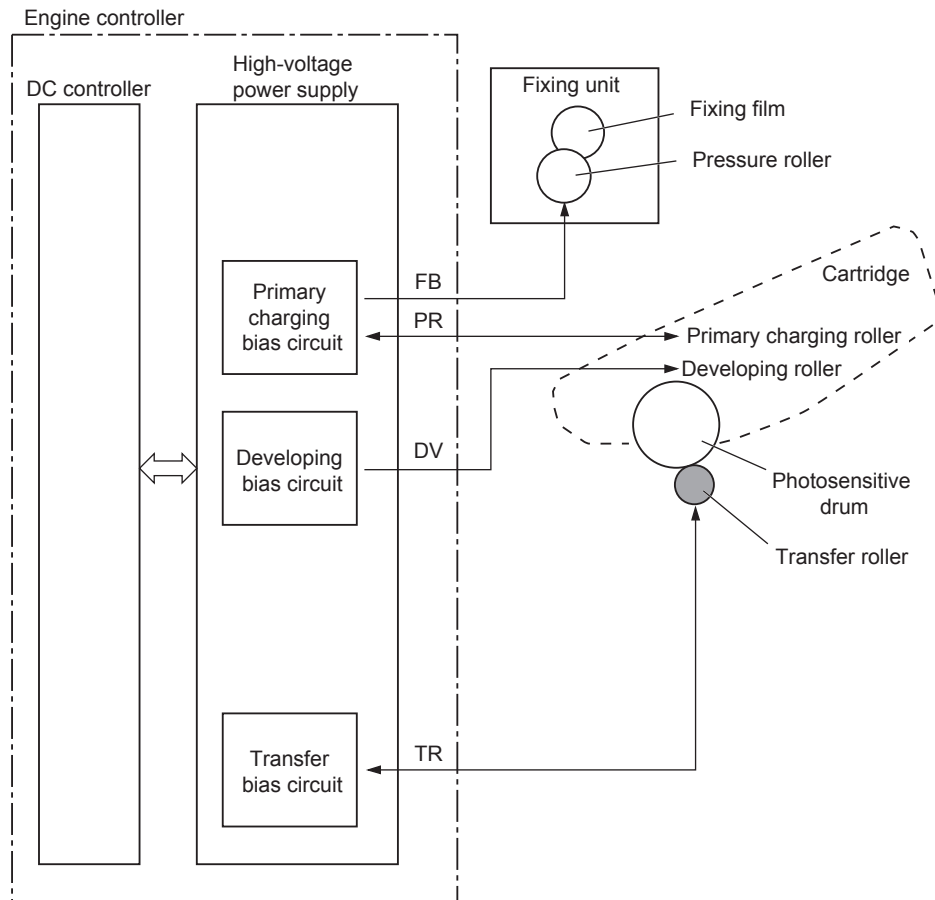 Engine controller
DC controller
High-voltage
power supply
Fixing unit
Fixing film
Pressure roller
Primary
charging
bias circuit
FB
PR
Cartridge
Primary charging roller
Developing roller
Developing
bias circuit
DV
Photosensitive
drum
Transfer roller
Transfer
bias circuit
TR